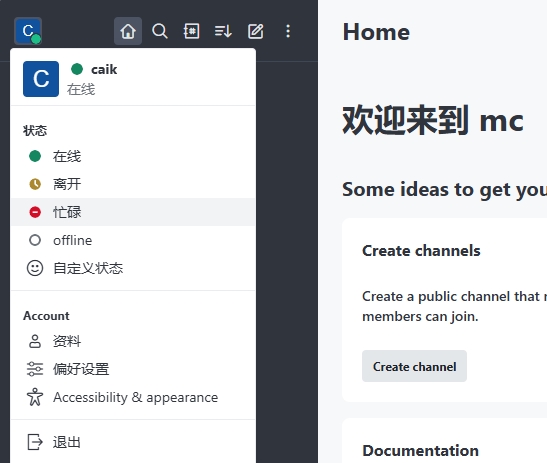 C
Home
C
caik
在线
状态
在线
离开
忙碌
offline
自定义状态
Account
资料
偏好设置
Accessibility & appearance
退出
欢迎来到 mc
Some ideas to get you
Create channels
Create a public channel that
members can join.
Create channel
Documentation